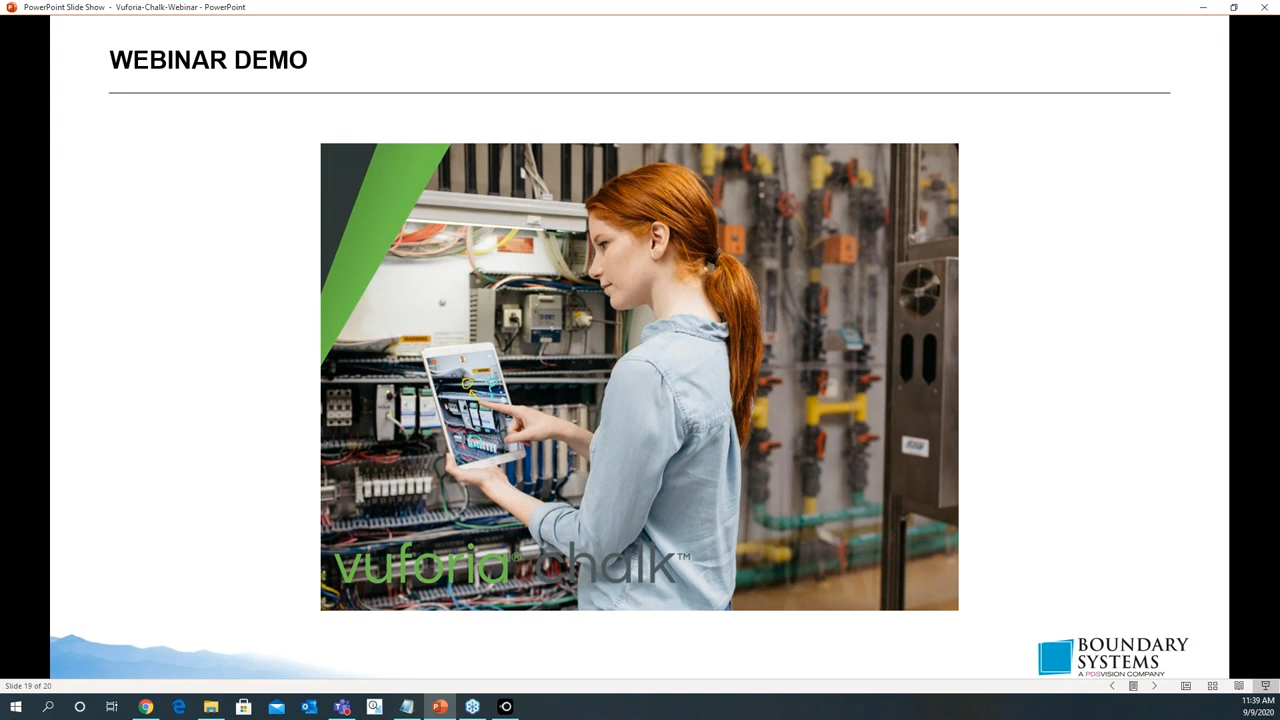 PowerPoint Slide Show - Vuforia-Chalk-Webinar - PowerPoint
WEBINAR DEMO
vuforia® chalk™
BOUNDARY
SYSTEMS
A PDSVISION COMPANY
Slide 19 of 20
11:39 AM
9/9/2020